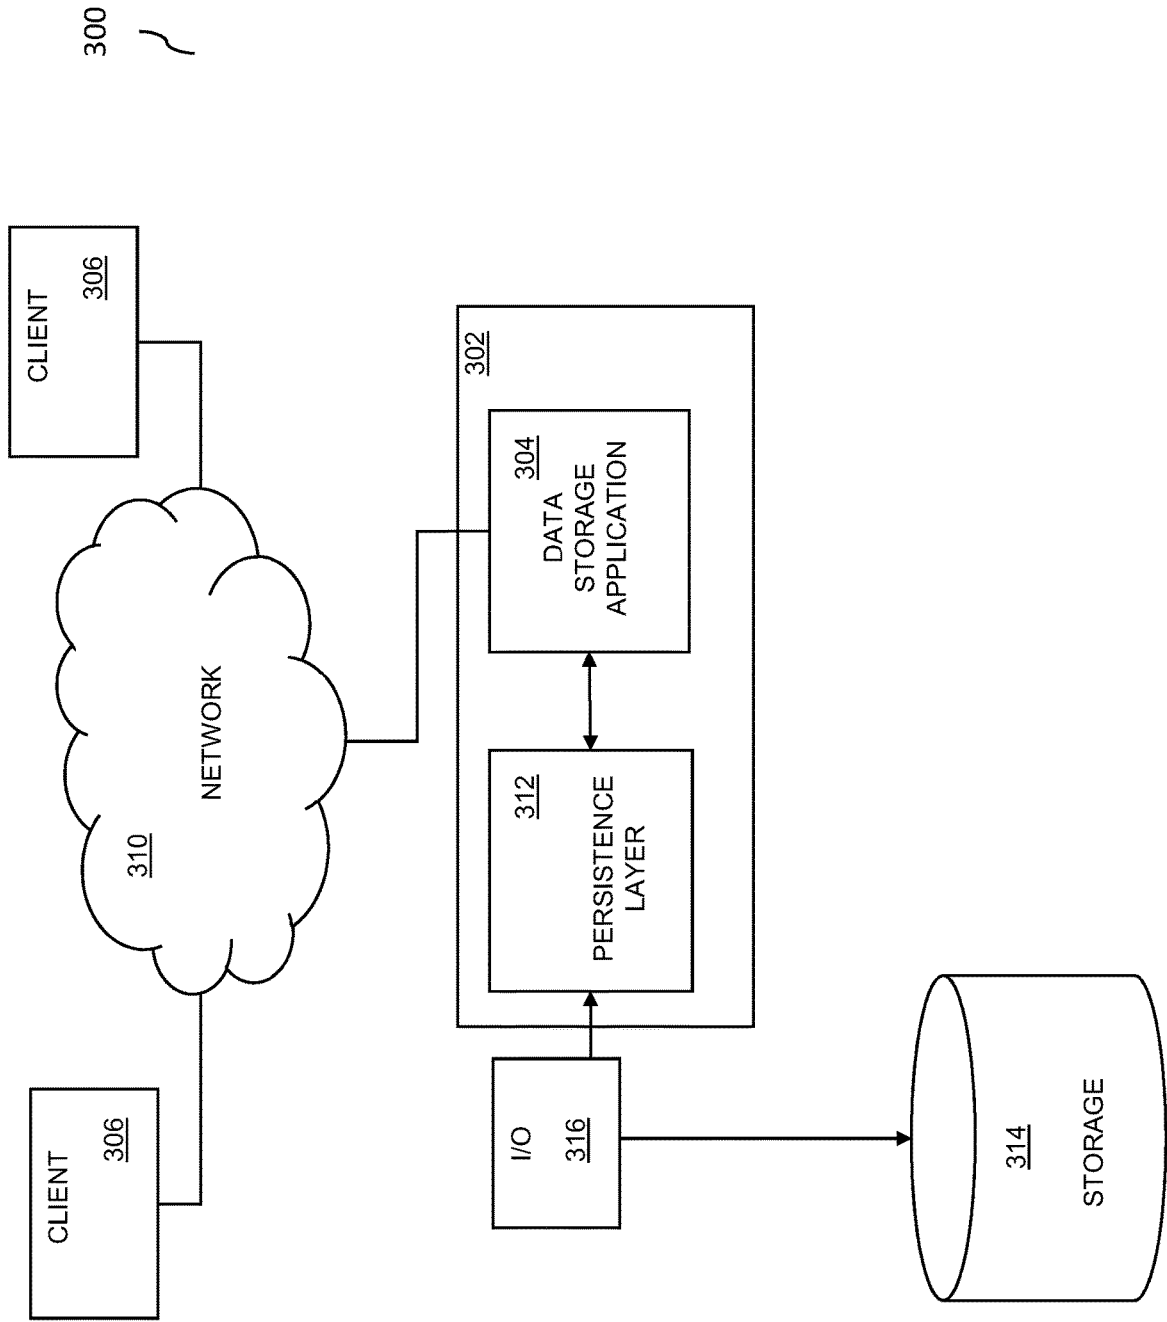 300
CLIENT
306
CLIENT
306
310
NETWORK
302
304
DATA
STORAGE
APPLICATION
312
PERSISTENCE
LAYER
I/O
316
314
STORAGE